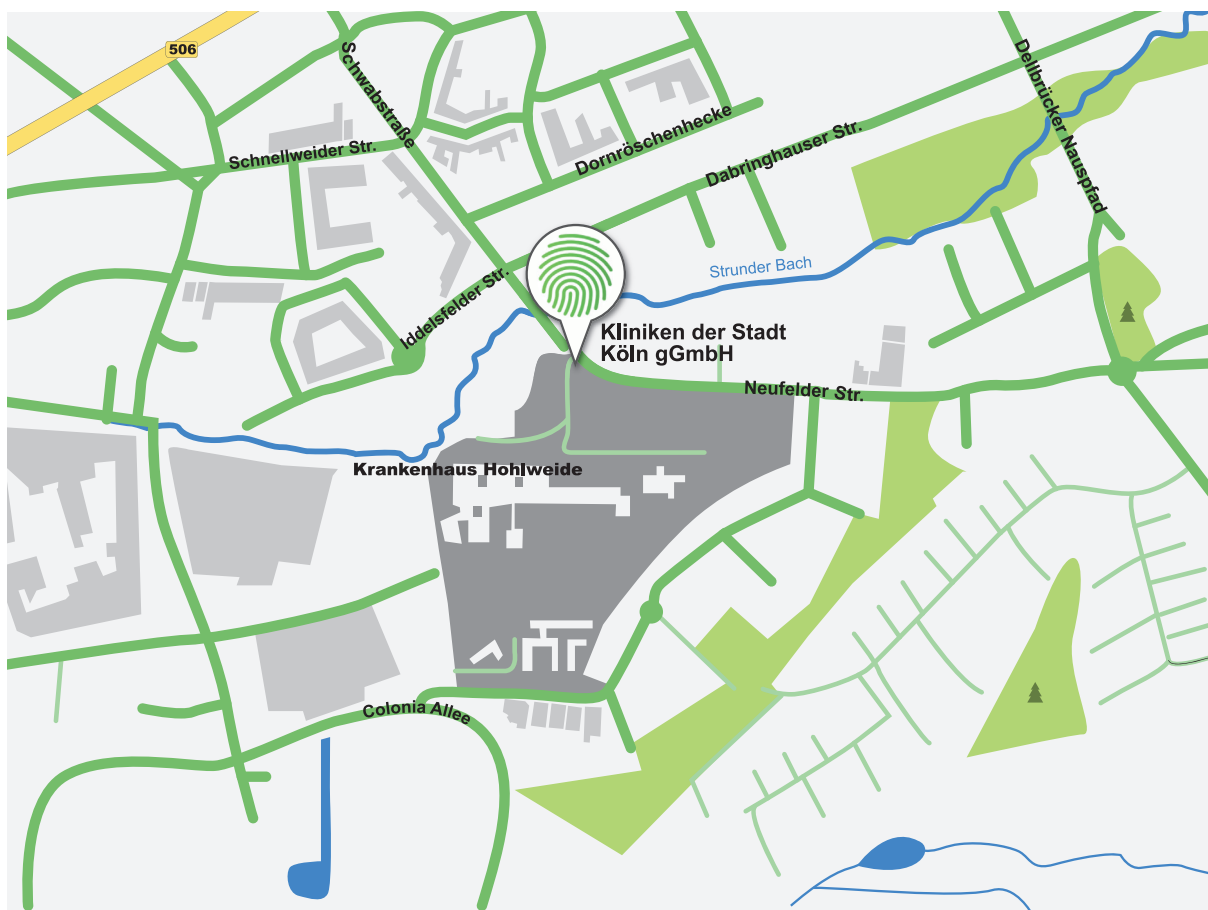 506
Schwabstraße
Dellbrücker Nauspfad
Schnellweider Str.
Dornröschenhecke
Dabringhauser Str.
Iddelsfelder Str.
Strunder Bach
Kliniken der Stadt
Köln gGmbH
Neufelder Str.
Krankenhaus Hohlweide
Colonia Allee